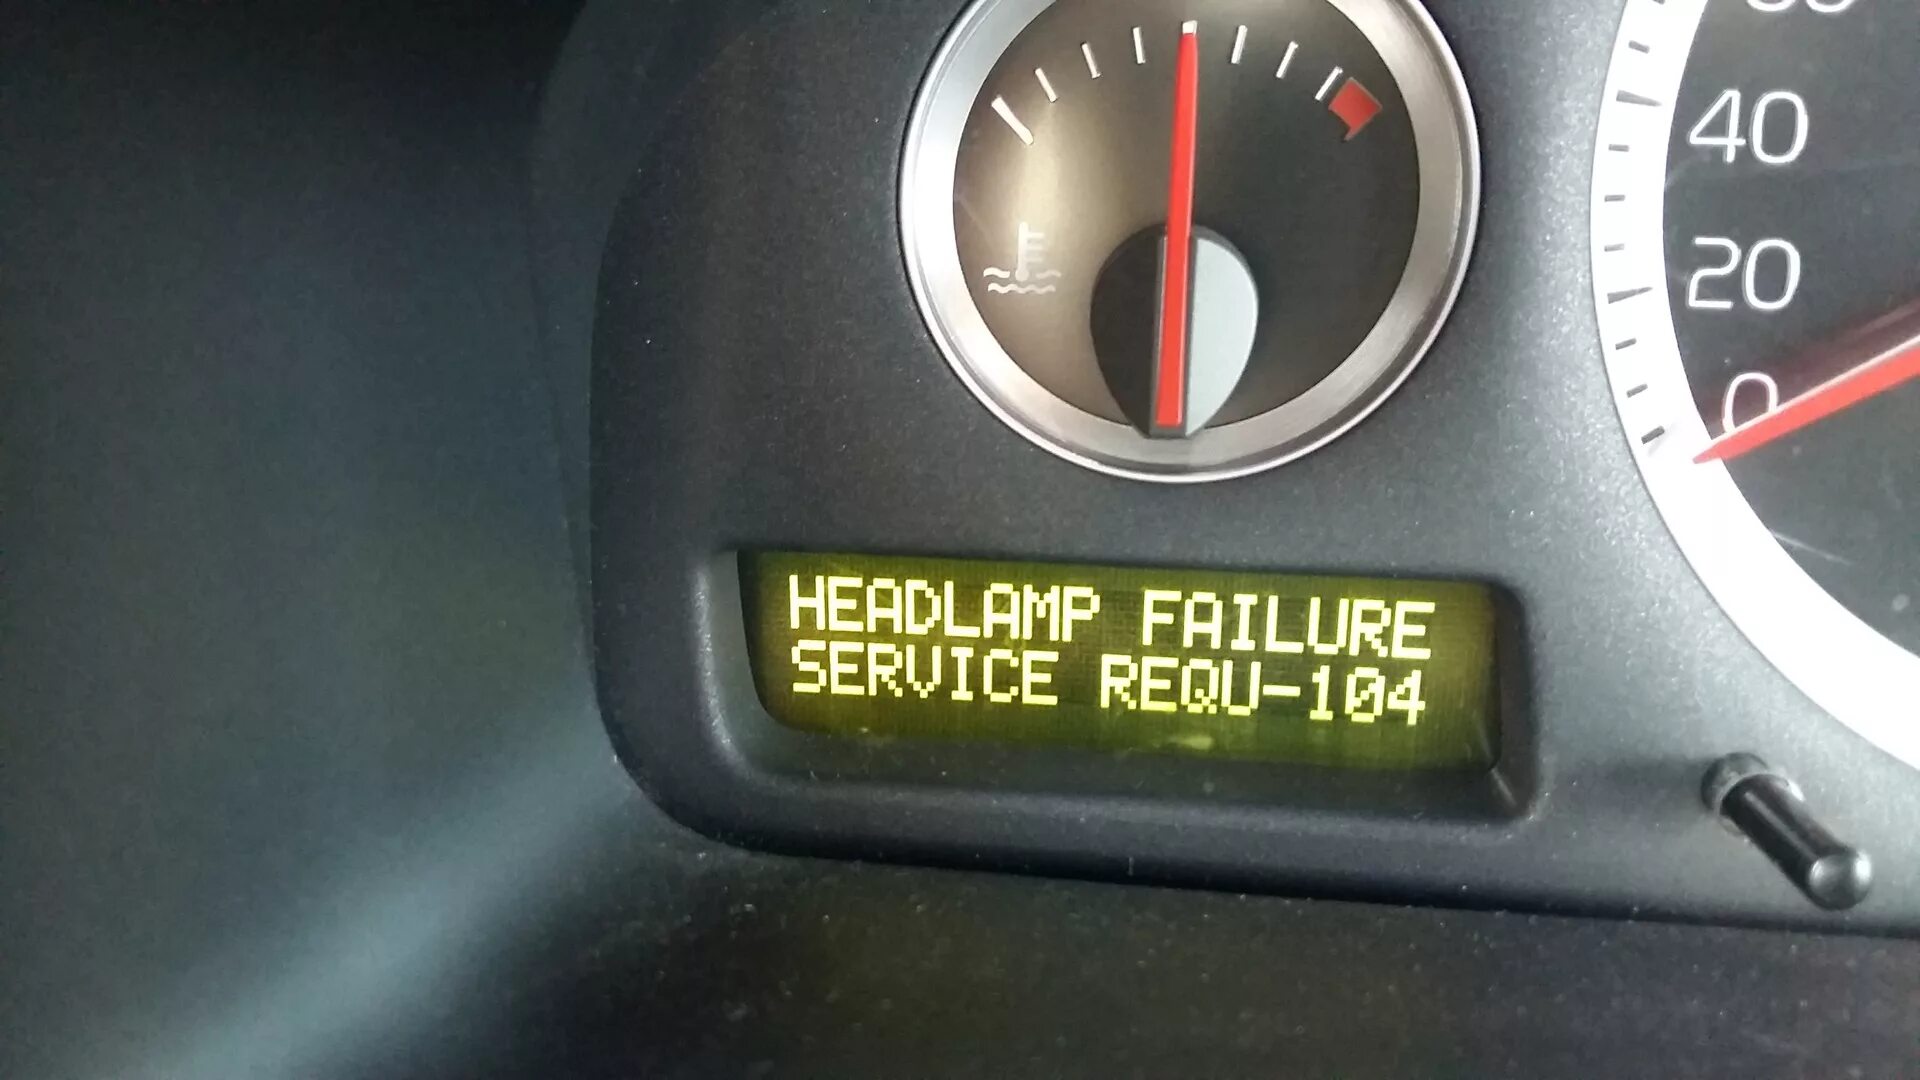 40
20
0
HEADLAMP FAILURE
SERVICE REQU-104